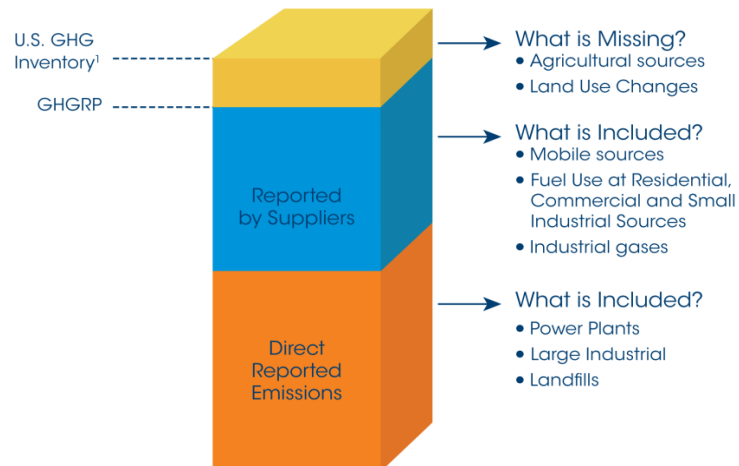 U.S. GHG
Inventory¹
GHGRP
Reported
by Suppliers
Direct
Reported
Emissions
What is Missing?
• Agricultural sources
• Land Use Changes
What is Included?
• Mobile sources
• Fuel Use at Residential,
Commercial and Small
Industrial Sources
• Industrial gases
What is Included?
• Power Plants
• Large Industrial
• Landfills